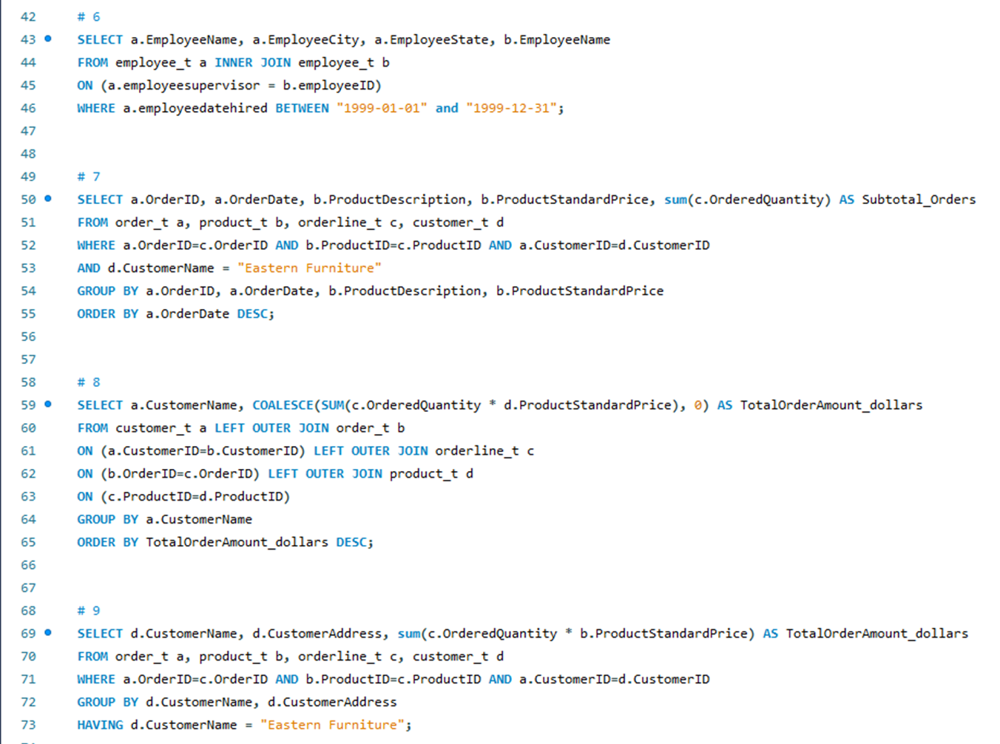 42 # 6
43 SELECT a.EmployeeName, a.EmployeeCity, a.EmployeeState, b.EmployeeName
44 FROM employee_t a INNER JOIN employee_t b
45 ON (a.employeesupervisor = b.employeeID)
46 WHERE a.employeedatehired BETWEEN "1999-01-01" and "1999-12-31";
47
48
49 # 7
50 SELECT a.OrderID, a.OrderDate, b.ProductDescription, b.ProductStandardPrice, sum(c.OrderedQuantity) AS Subtotal_Orders
51 FROM order_t a, product_t b, orderline_t c, customer_t d
52 WHERE a.OrderID=c.OrderID AND b.ProductID=c.ProductID AND a.CustomerID=d.CustomerID
53 AND d.CustomerName = "Eastern Furniture"
54 GROUP BY a.OrderID, a.OrderDate, b.ProductDescription, b.ProductStandardPrice
55 ORDER BY a.OrderDate DESC;
56
57
58 # 8
59 SELECT a.CustomerName, COALESCE(SUM(c.OrderedQuantity * d.ProductStandardPrice), 0) AS TotalOrderAmount_dollars
60 FROM customer_t a LEFT OUTER JOIN order_t b
61 ON (a.CustomerID=b.CustomerID) LEFT OUTER JOIN orderline_t c
62 ON (b.OrderID=c.OrderID) LEFT OUTER JOIN product_t d
63 ON (c.ProductID=d.ProductID)
64 GROUP BY a.CustomerName
65 ORDER BY TotalOrderAmount_dollars DESC;
66
67
68 # 9
69 SELECT d.CustomerName, d.CustomerAddress, sum(c.OrderedQuantity * b.ProductStandardPrice) AS TotalOrderAmount_dollars
70 FROM order_t a, product_t b, orderline_t c, customer_t d
71 WHERE a.OrderID=c.OrderID AND b.ProductID=c.ProductID AND a.CustomerID=d.CustomerID
72 GROUP BY d.CustomerName, d.CustomerAddress
73 HAVING d.CustomerName = "Eastern Furniture";